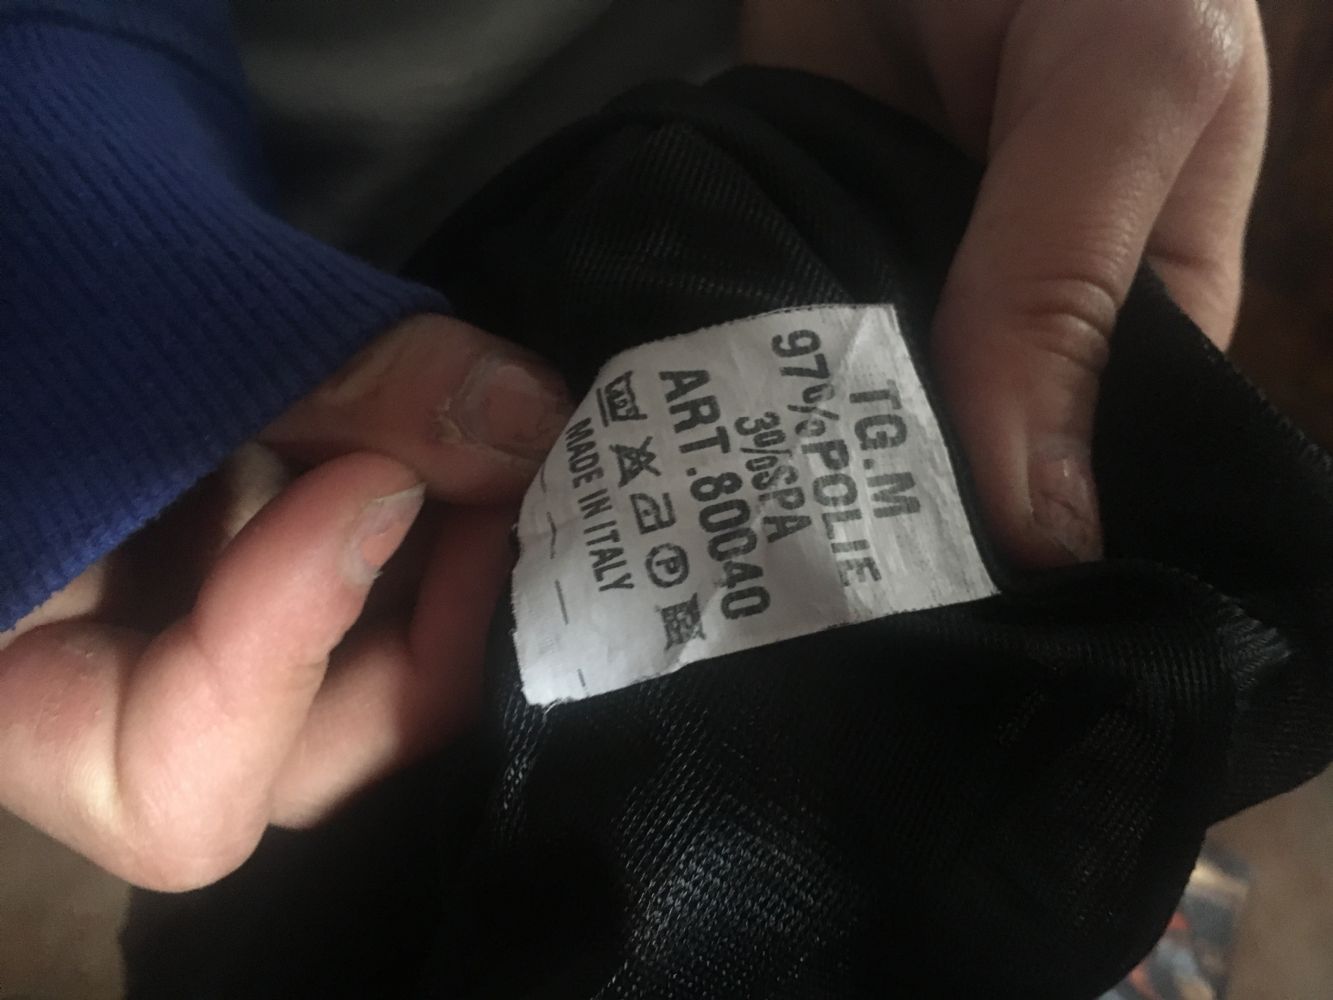 TG.M
97%POLIE
3%SPA
ART.80040
P
MADE IN ITALY